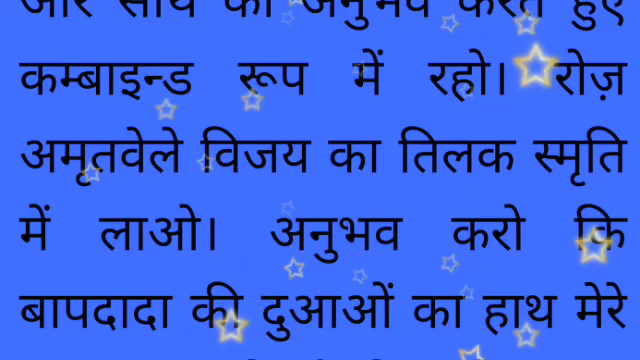 और साथ का अनुभव करते हुए
कम्बाइन्ड रूप में रहो। रोज़
अमृतवेले विजय का तिलक स्मृति
में लाओ। अनुभव करो कि
बापदादा की दुआओं का हाथ मेरे